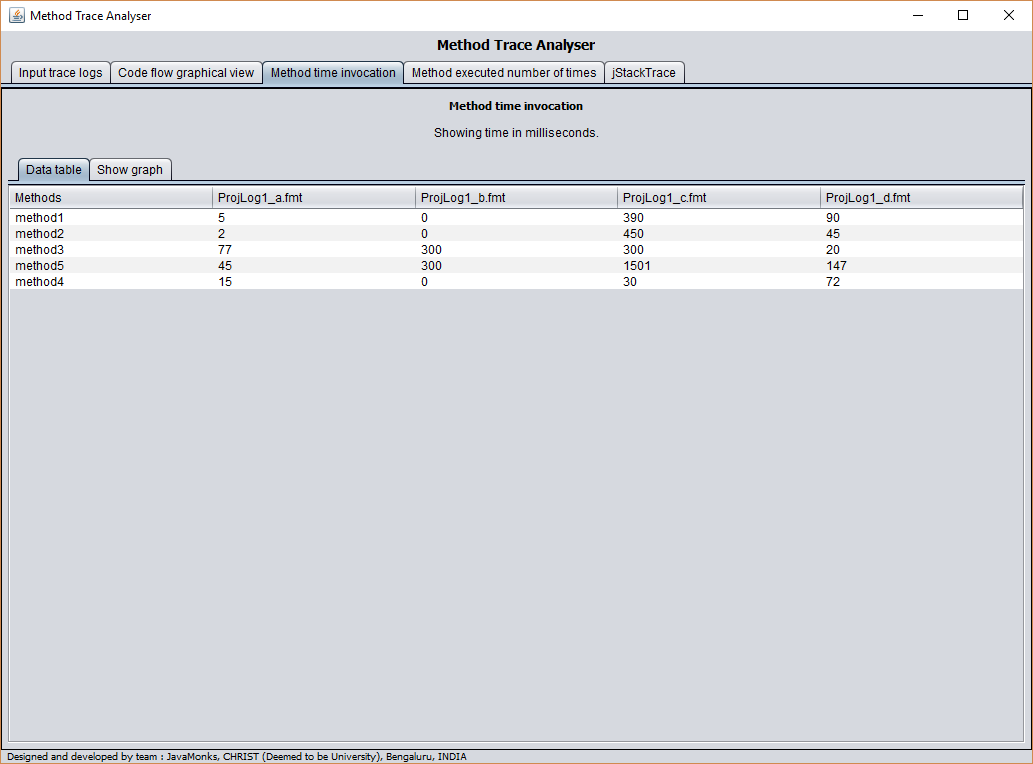 Method Trace Analyser
Method Trace Analyser
Input trace logs Code flow graphical view Method time invocation Method executed number of times jStackTrace
Method time invocation
Showing time in milliseconds.
Data table Show graph
Methods ProjLog1_a.fmt ProjLog1_b.fmt ProjLog1_c.fmt ProjLog1_d.fmt
method1 5 0 390 90
method2 2 0 450 45
method3 77 300 300 20
method5 45 300 1501 147
method4 15 0 30 72
Designed and developed by team : JavaMonks, CHRIST (Deemed to be University), Bengaluru, INDIA